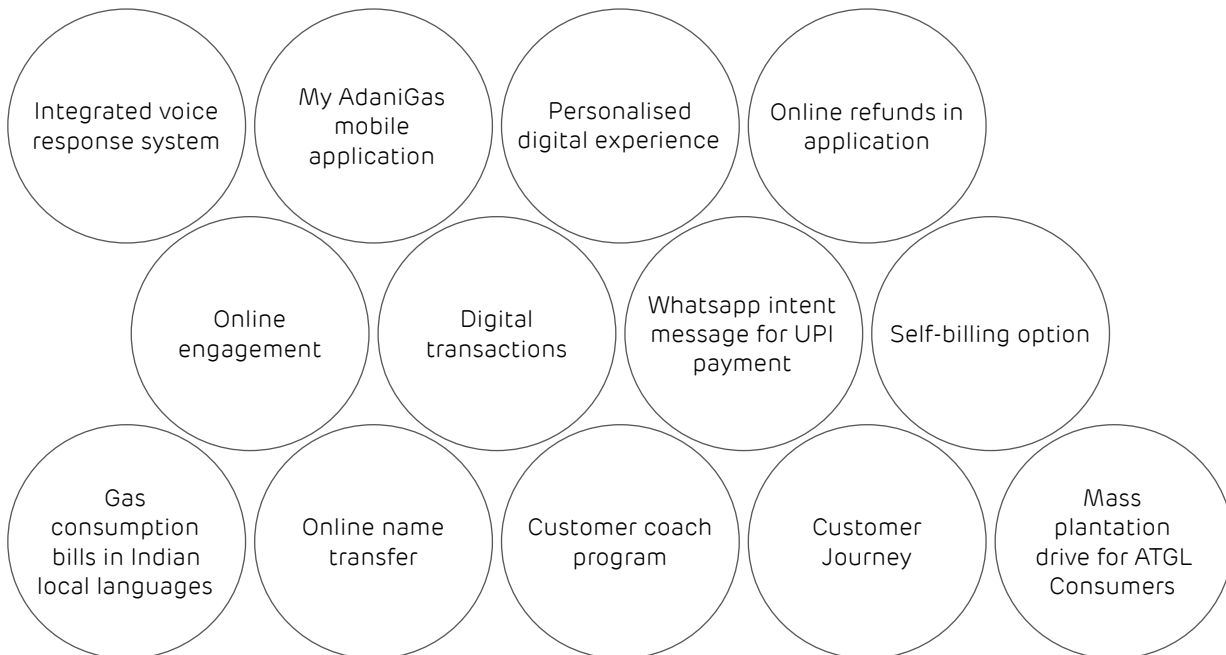 Integrated voice
response system
My AdaniGas
mobile
application
Personalised
digital experience
Online refunds in
application
Online
engagement
Digital
transactions
Whatsapp intent
message for UPI
payment
Self-billing option
Gas
consumption
bills in Indian
local languages
Online name
transfer
Customer coach
program
Customer
Journey
Mass
plantation
drive for ATGL
Consumers